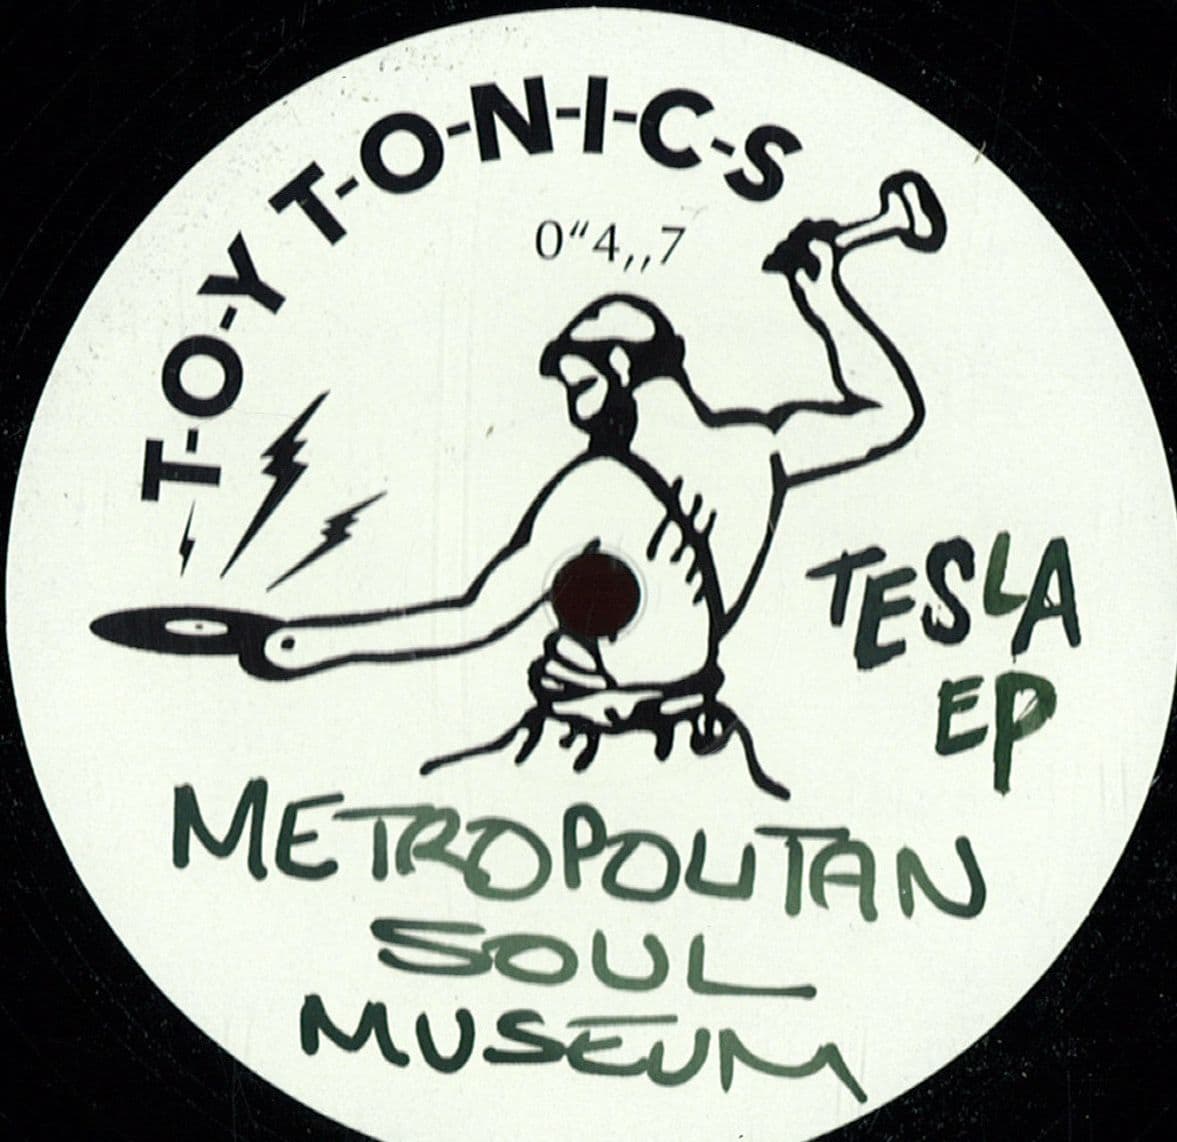 T-O-Y T-O-N-I-C-S
0“4„7
TESLA
EP
METROPOLITAN
SOUL
MUSEUM